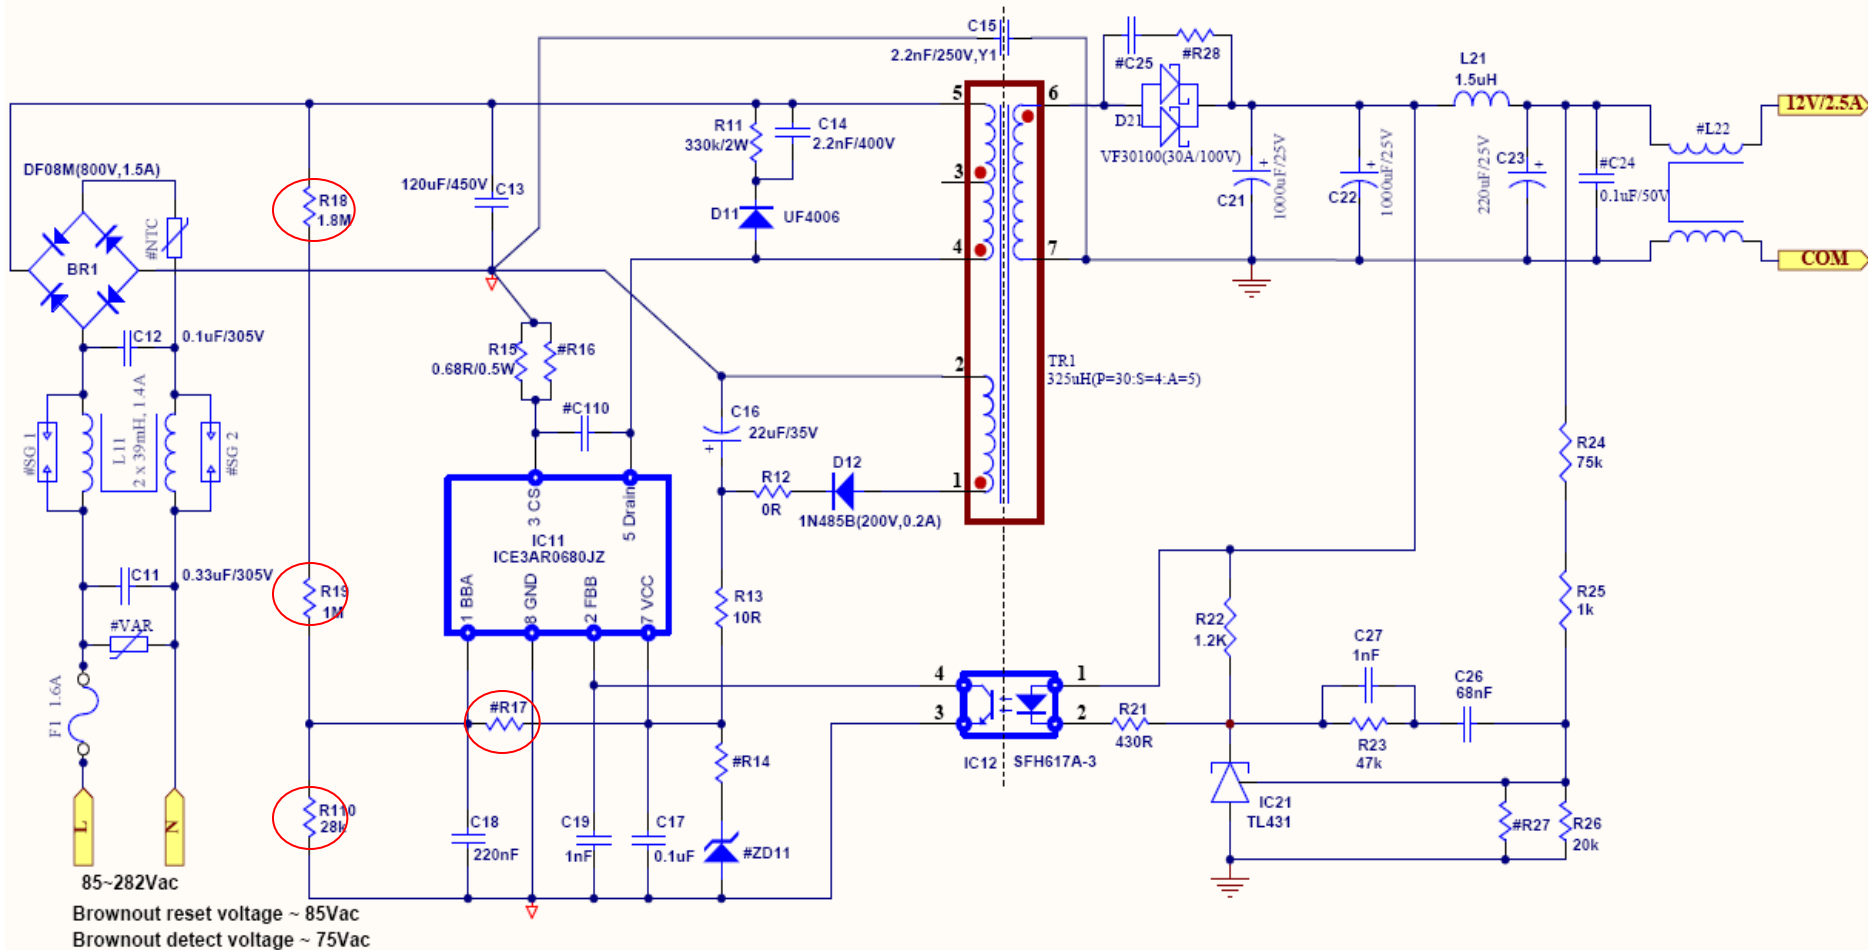 C15
2.2nF/250V,Y1
#C25
#R28
L21
1.5uH
5
6
12V/2.5A
R11
330k/2W
C14
2.2nF/400V
D21
VF30100(30A/100V)
#L22
DF08M(800V,1.5A)
120uF/450V
C13
3
C21
1000uF/25V
C22
1000uF/25V
C23
220uF/25V
#C24
0.1uF/50V
R18
1.8M
D11
UF4006
#NTC
4
7
COM
BR1
C12
0.1uF/305V
R15
0.68R/0.5W
#R16
2
TR1
325uH(P=30:S=4:A=5)
#C110
C16
22uF/35V
#SG 1
L11
2 x 39mH, 1.4A
#SG 2
R24
75k
D12
R12
0R
1
1N485B(200V,0.2A)
3 CS
5 Drain
IC11
ICE3AR0680JZ
C11
0.33uF/305V
R19
1M
1 BBA
8 GND
2 FBB
7 VCC
R13
10R
R22
1.2K
R25
1k
#VAR
C27
1nF
F1 1.6A
4
1
C26
68nF
#R17
3
2
R21
430R
R23
47k
#R14
IC12
SFH617A-3
L
N
R110
28k
C18
220nF
C19
1nF
C17
0.1uF
#ZD11
IC21
TL431
#R27
R26
20k
85~282Vac
Brownout reset voltage ~ 85Vac
Brownout detect voltage ~ 75Vac